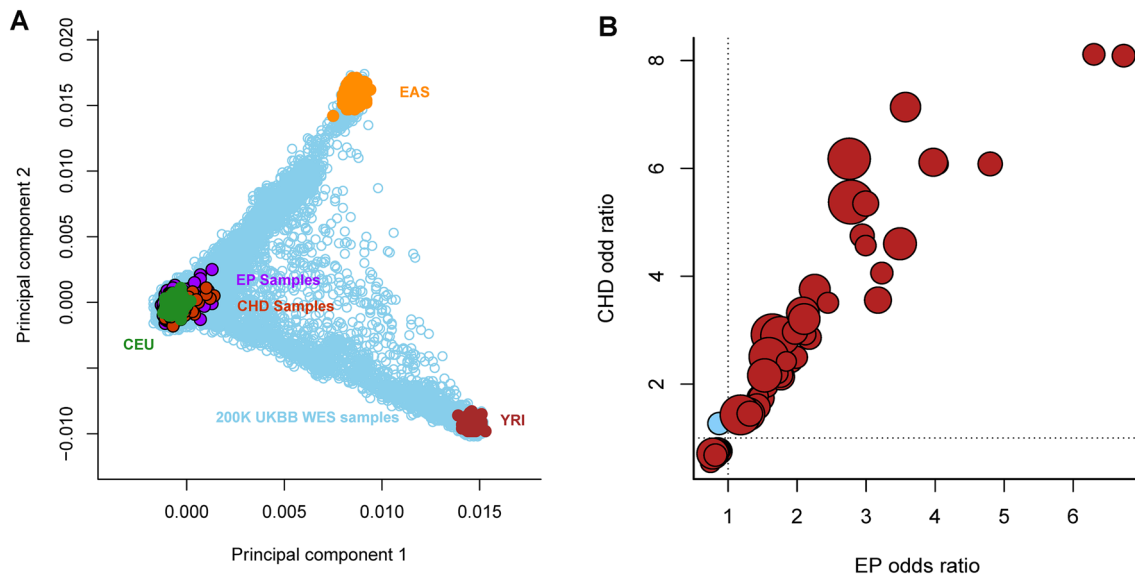 A
0.020
0.015
0.010
0.005
0.000
−0.010
Principal component 2
EAS
EP Samples
CHD Samples
CEU
200K UKBB WES samples
YRI
0.000
0.005
0.010
0.015
Principal component 1
B
8
6
4
2
CHD odd ratio
1
2
3
4
5
6
EP odds ratio